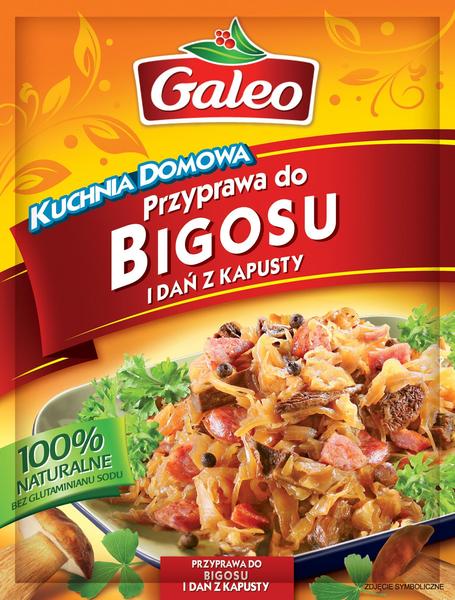 Galeo
KUCHNIA DOMOWA
Przyprawa do
BIGOSU
I DAŃ Z KAPUSTY
100%
NATURALNE
BEZ GLUTAMINIANU SODU
PRZYPRAWA DO
BIGOSU
I DAŃ Z KAPUSTY
ZDJĘCIE SYMBOLICZNE